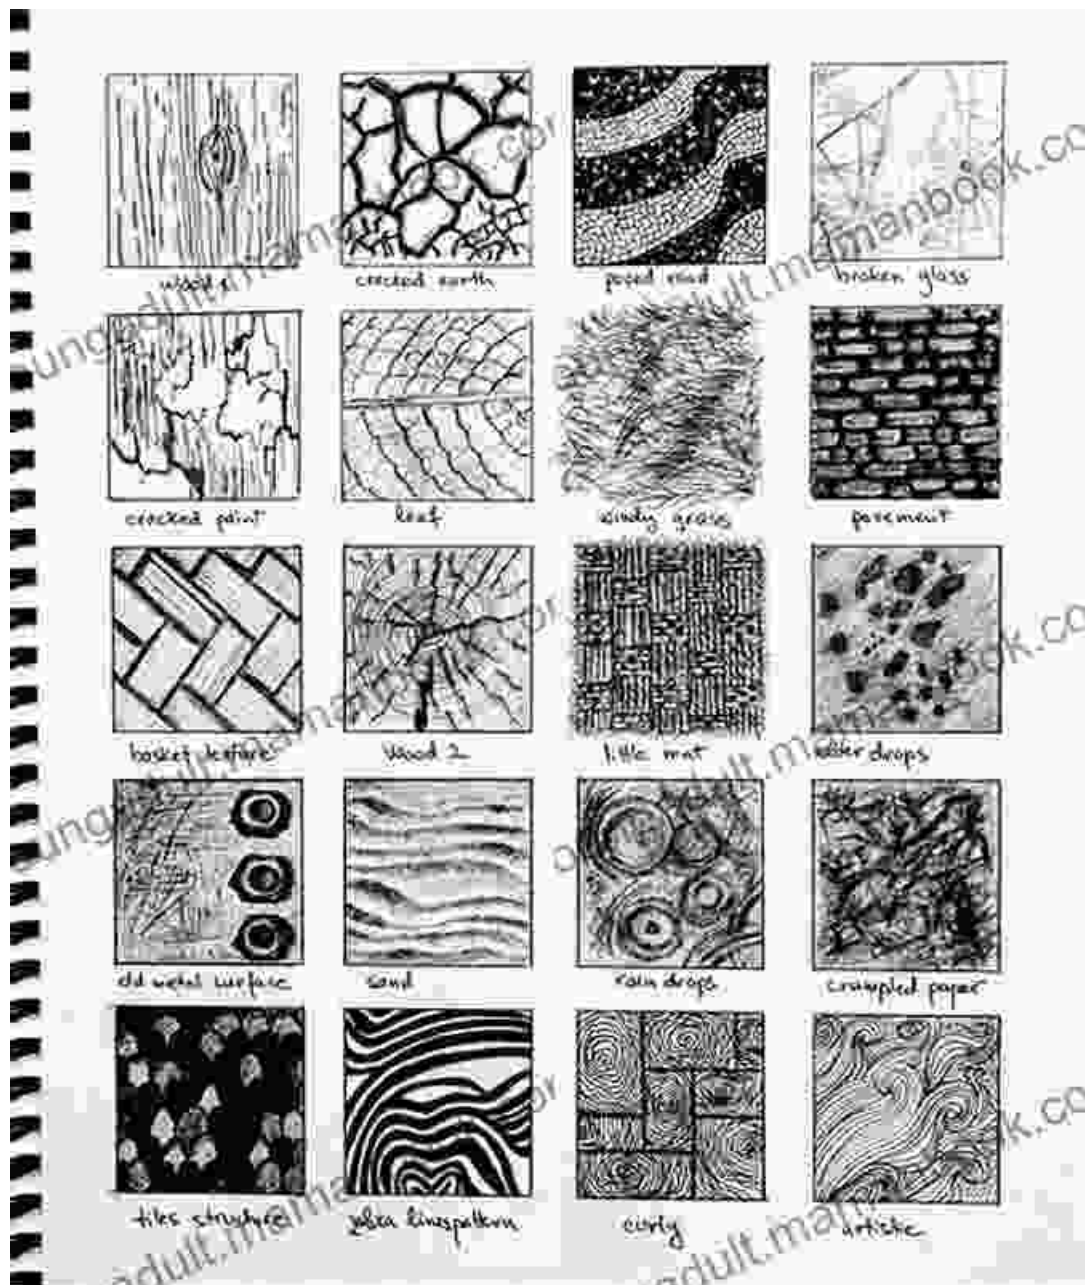 wood 1
cracked earth
paved road
broken glass
cracked paint
leaf
windy grass
pavement
basket texture
wood 2
little mat
water drops
old metal surface
sand
rain drops
crumpled paper
tiles structure
zebra linespattern
curly
artistic